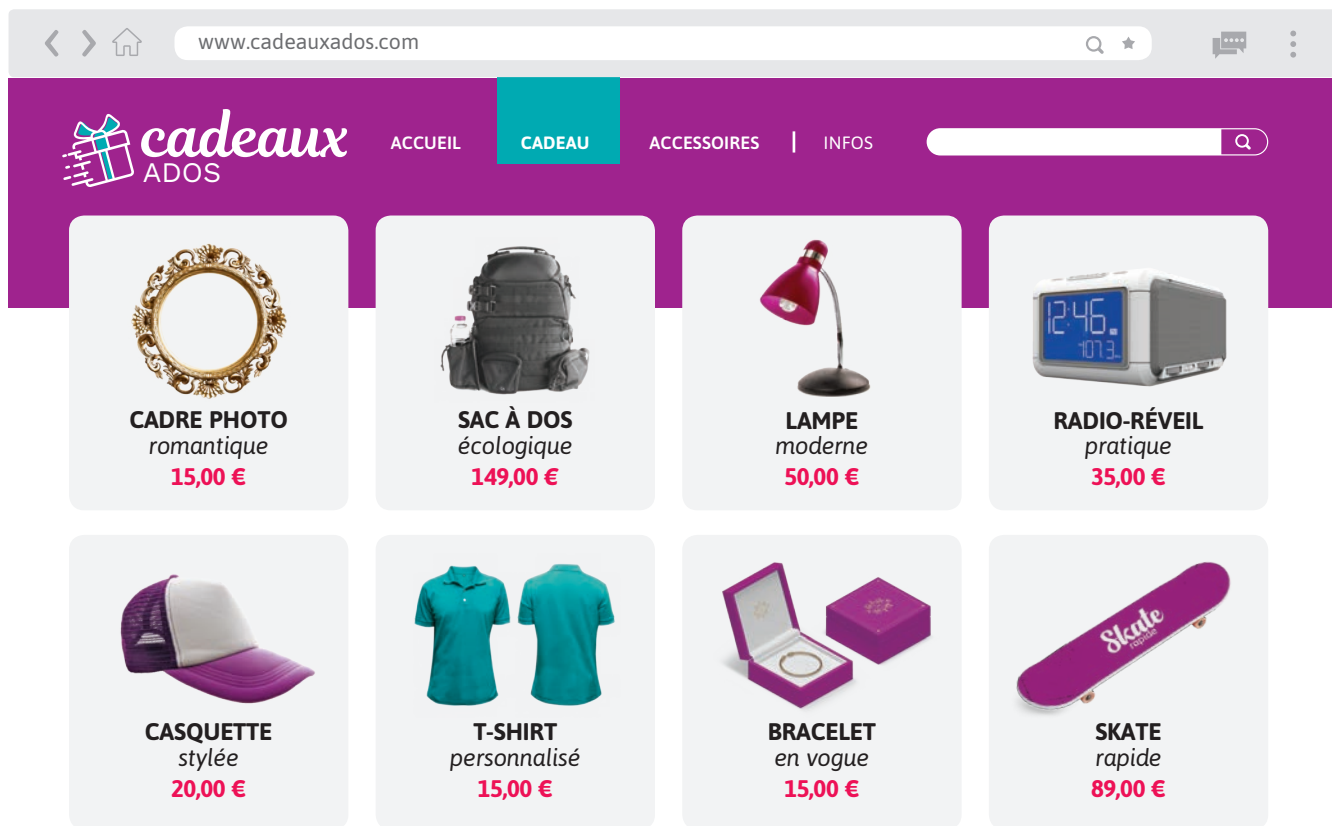 www.cadeauxados.com
cadeaux
ADOS
ACCUEIL
CADEAU
ACCESSOIRES
INFOS
12:46
107.3
CADRE PHOTO
romantique
15,00 €
SAC À DOS
écologique
149,00 €
LAMPE
moderne
50,00 €
RADIO-RÉVEIL
pratique
35,00 €
Skate
rapide
CASQUETTE
stylée
20,00 €
T-SHIRT
personnalisé
15,00 €
BRACELET
en vogue
15,00 €
SKATE
rapide
89,00 €